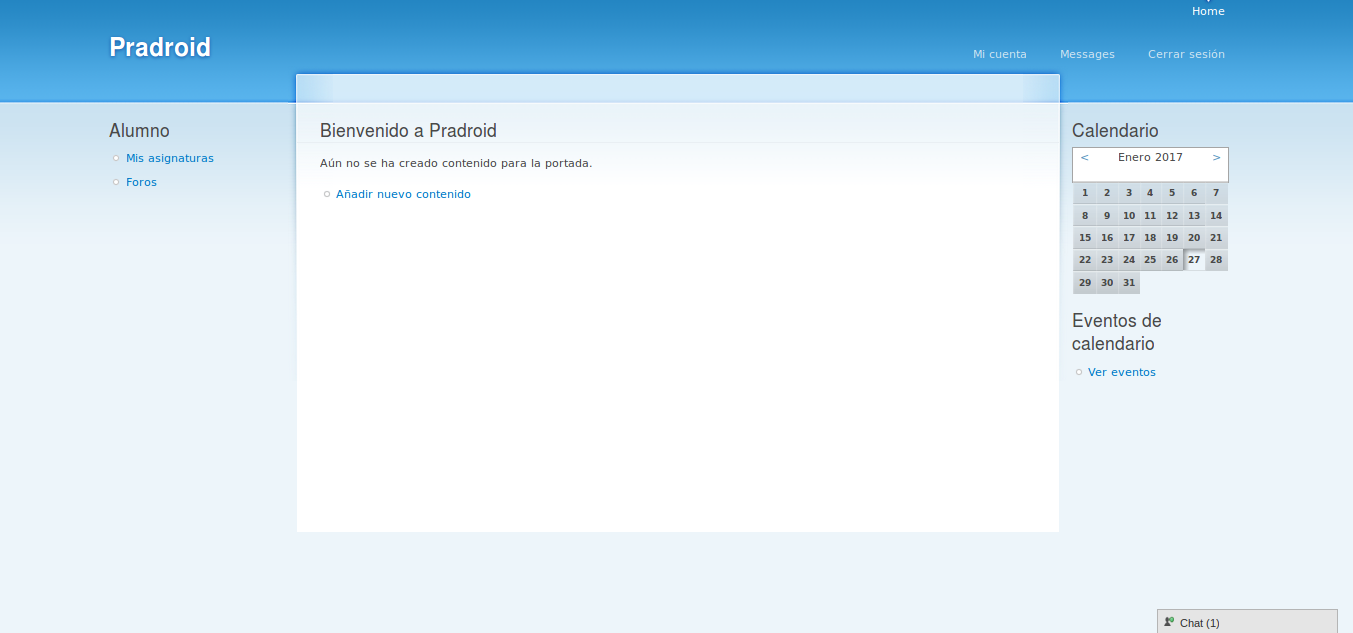 Home
Pradroid
Mi cuenta Messages Cerrar sesión
Alumno
Mis asignaturas
Foros
Bienvenido a Pradroid
Aún no se ha creado contenido para la portada.
Añadir nuevo contenido
Calendario
< Enero 2017 >
1 2 3 4 5 6 7
8 9 10 11 12 13 14
15 16 17 18 19 20 21
22 23 24 25 26 27 28
29 30 31
Eventos de
calendario
Ver eventos
Chat (1)